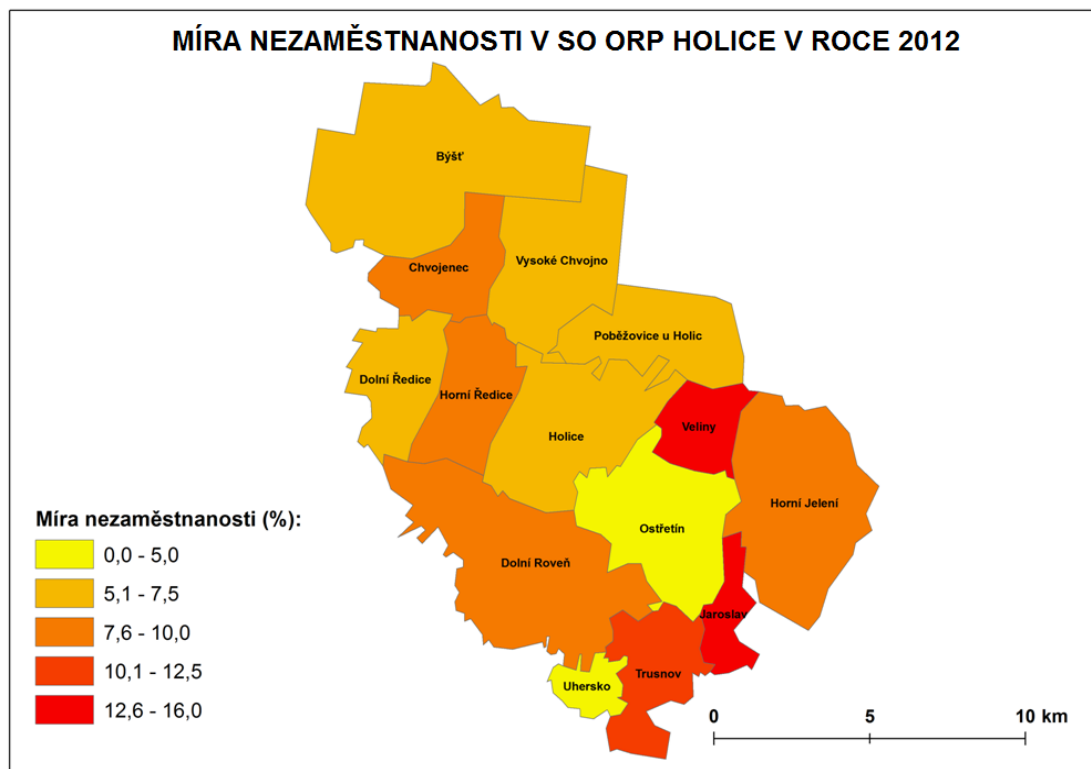 MÍRA NEZAMĚSTNANOSTI V SO ORP HOLICE V ROCE 2012
Býšť
Chvojenec
Vysoké Chvojno
Poběžovice u Holic
Dolní Ředice
Horní Ředice
Holice
Veliny
Horní Jelení
Ostřetín
Dolní Roveň
Jaroslav
Trusnov
Uhersko
Míra nezaměstnanosti (%):
0,0 - 5,0
5,1 - 7,5
7,6 - 10,0
10,1 - 12,5
12,6 - 16,0
0 5 10 km